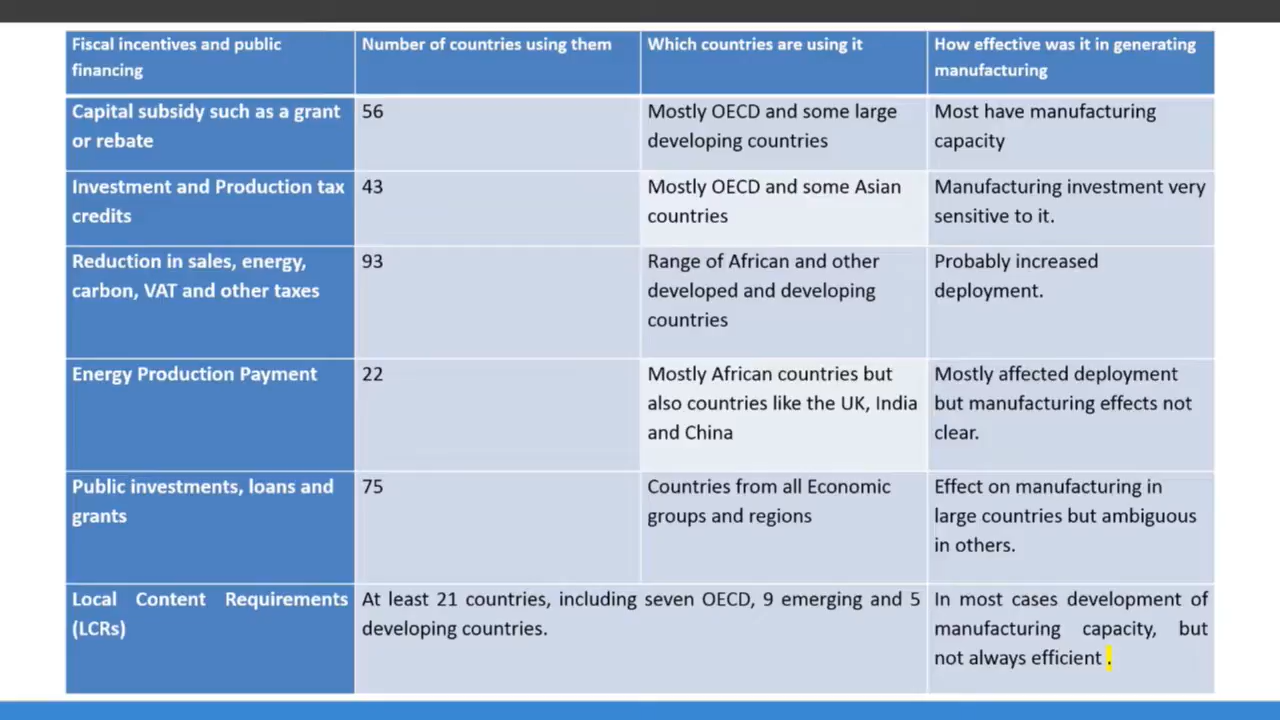 Fiscal incentives and public
financing
Number of countries using them
Which countries are using it
How effective was it in generating
manufacturing
Capital subsidy such as a grant
or rebate
56
Mostly OECD and some large
developing countries
Most have manufacturing
capacity
Investment and Production tax
credits
43
Mostly OECD and some Asian
countries
Manufacturing investment very
sensitive to it.
Reduction in sales, energy,
carbon, VAT and other taxes
93
Range of African and other
developed and developing
countries
Probably increased
deployment.
Energy Production Payment
22
Mostly African countries but
also countries like the UK, India
and China
Mostly affected deployment
but manufacturing effects not
clear.
Public investments, loans and
grants
75
Countries from all Economic
groups and regions
Effect on manufacturing in
large countries but ambiguous
in others.
Local Content Requirements
(LCRs)
At least 21 countries, including seven OECD, 9 emerging and 5
developing countries.
In most cases development of
manufacturing capacity, but
not always efficient .